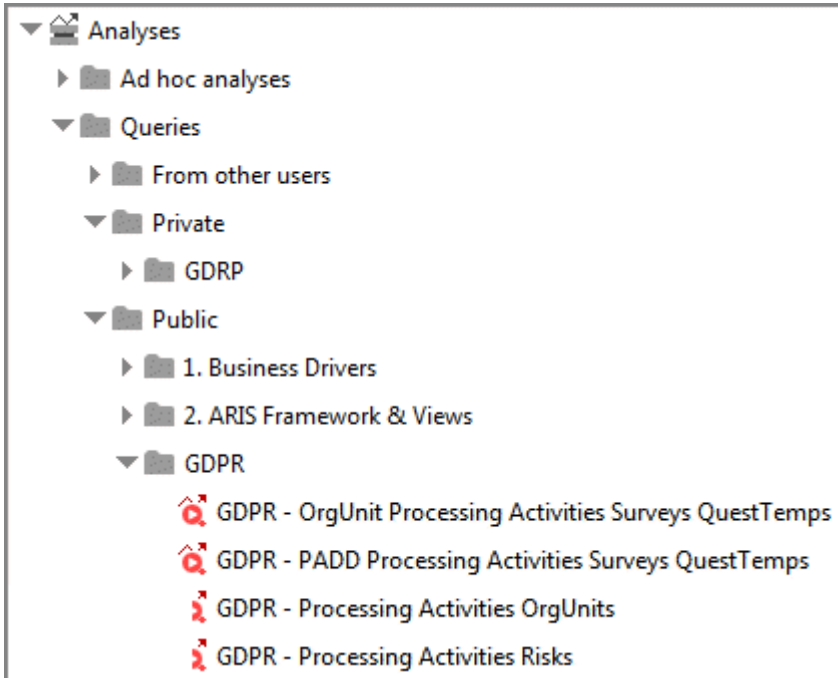 Analyses
Ad hoc analyses
Queries
From other users
Private
GDRP
Public
1. Business Drivers
2. ARIS Framework & Views
GDPR
GDPR - OrgUnit Processing Activities Surveys QuestTemps
GDPR - PADD Processing Activities Surveys QuestTemps
GDPR - Processing Activities OrgUnits
GDPR - Processing Activities Risks